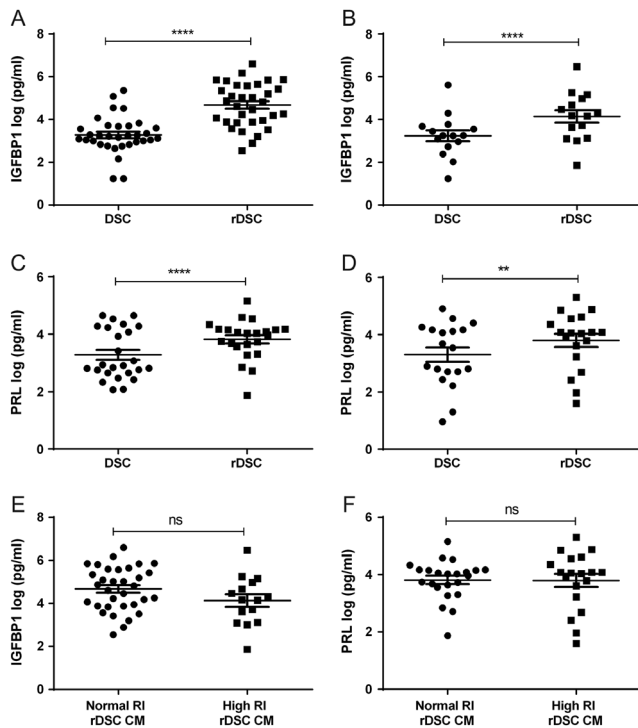 A
B
****
****
8
6
4
2
0
IGFBP1 log (pg/ml)
DSC
rDSC
8
6
4
2
0
IGFBP1 log (pg/ml)
DSC
rDSC
C
D
****
**
6
4
2
0
PRL log (pg/ml)
DSC
rDSC
6
4
2
0
PRL log (pg/ml)
DSC
rDSC
E
F
ns
ns
8
6
4
2
0
IGFBP1 log (pg/ml)
Normal RI
rDSC CM
High RI
rDSC CM
6
4
2
0
PRL log (pg/ml)
Normal RI
rDSC CM
High RI
rDSC CM